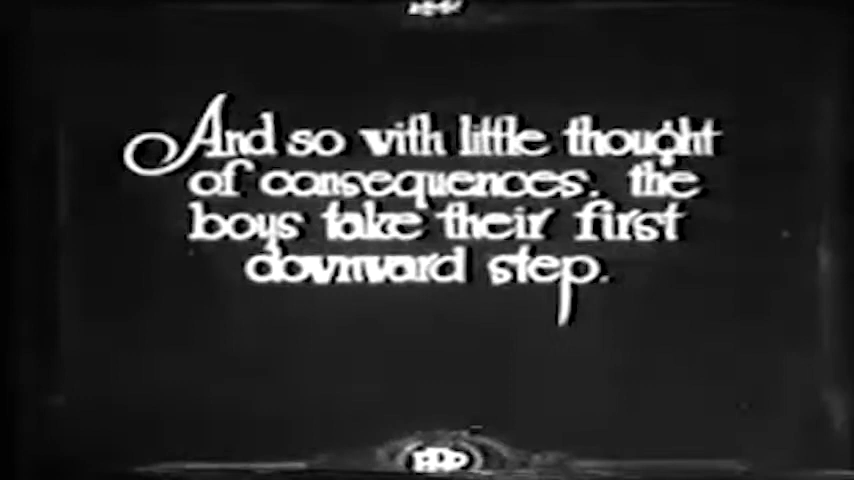 And so with little thought
of consequences. the
boys take their first
downward step.